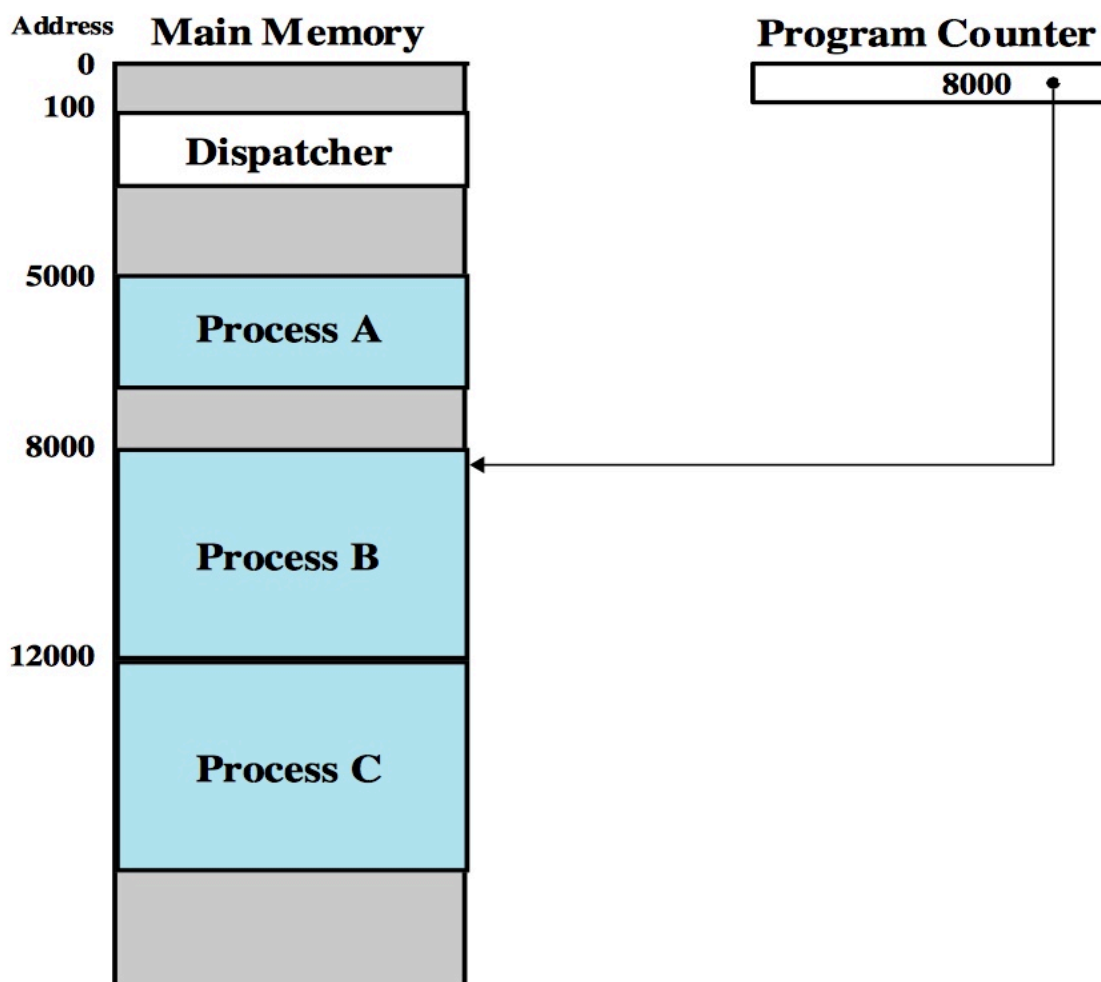 Address
Main Memory
Program Counter
0
8000
100
Dispatcher
5000
Process A
8000
Process B
12000
Process C